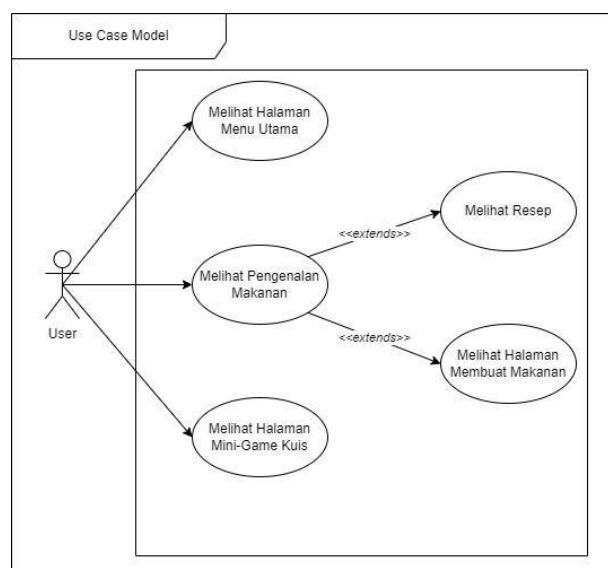 Use Case Model
Melihat Halaman
Menu Utama
Melihat Resep
<<extends>>
Melihat Pengenalan
Makanan
User
<<extends>>
Melihat Halaman
Membuat Makanan
Melihat Halaman
Mini-Game Kuis